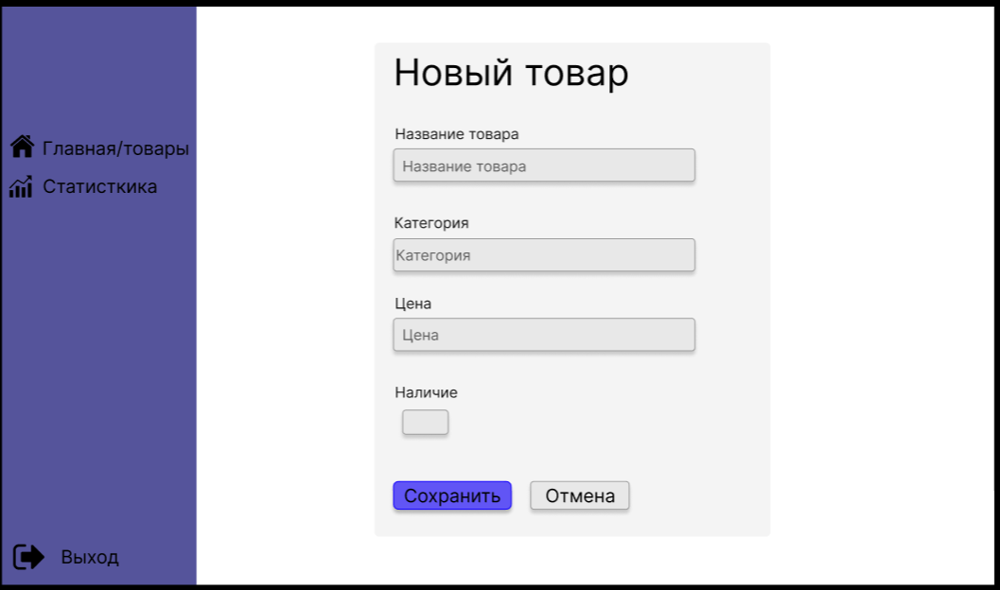 Главная/товары
Статисткика
Выход
Новый товар
Название товара
Название товара
Категория
Категория
Цена
Цена
Наличие
Сохранить
Отмена